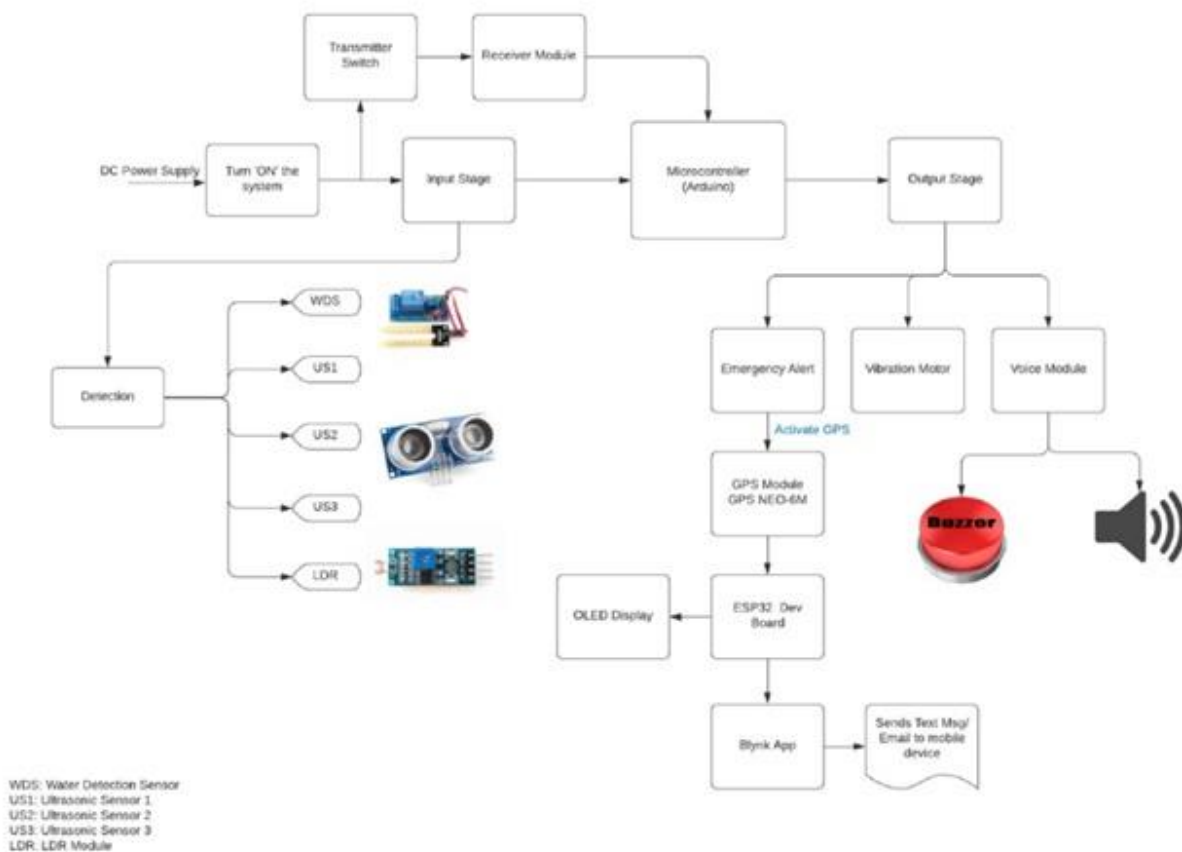 Transmitter
Switch
Receiver Module
DC Power Supply
Turn 'ON' the
system
Input Stage
Microcontroller
(Arduino)
Output Stage
WDS
US1
Detection
US2
US3
LDR
Emergency Alert
Vibration Motor
Voice Module
Activate GPS
GPS Module
GPS NEO-6M
Buzzor
OLED Display
ESP32 Dev
Board
Blynk App
Sends Text Msg/
Email to mobile
device
WDS: Water Detection Sensor
US1: Ultrasonic Sensor 1
US2: Ultrasonic Sensor 2
US3: Ultrasonic Sensor 3
LDR: LDR Module